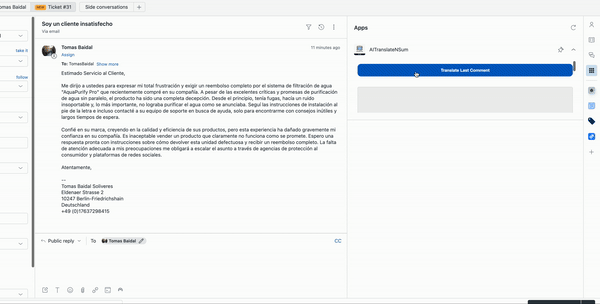 omas Baidal
NEW Ticket #31
Side conversations
+
take it
follow
Soy un cliente insatisfecho
Via email
Tomas Baidal
11 minutes ago
Assign
To: TomasBaidal Show more
Estimado Servicio al Cliente,
Me dirijo a ustedes para expresar mi total frustración y exigir un reembolso completo por el sistema de filtración de agua
"AquaPurify Pro" que recientemente compré en su compañía. A pesar de las excelentes críticas y promesas de purificación
de agua sin paralelo, el producto ha sido una completa decepción. Desde el principio, tenía fugas, hacía un ruido
insoportable y, lo más importante, no lograba purificar el agua como se anunciaba. Seguí las instrucciones de instalación al
pie de la letra e incluso contacté a su equipo de soporte en busca de ayuda, solo para encontrarme con consejos inútiles y
largos tiempos de espera.
Confié en su marca, creyendo en la calidad y eficiencia de sus productos, pero esta experiencia ha dañado gravemente mi
confianza en su compañía. Es inaceptable vender un producto que claramente no funciona como se promete. Espero una
respuesta pronta con instrucciones sobre cómo devolver esta unidad defectuosa y recibir un reembolso completo. La falta
de atención adecuada a mis preocupaciones me obligará a escalar el asunto a través de agencias de protección al
consumidor y plataformas de redes sociales.
Atentamente,
--
Tomas Baidal Soliveres
Eldenaer Strasse 2
10247 Berlin-Friedrichshain
Deutschland
+49 (0)17637298415
Public reply
To Tomas Baidal
CC
Apps
AITranslateNSum
Translate Last Comment